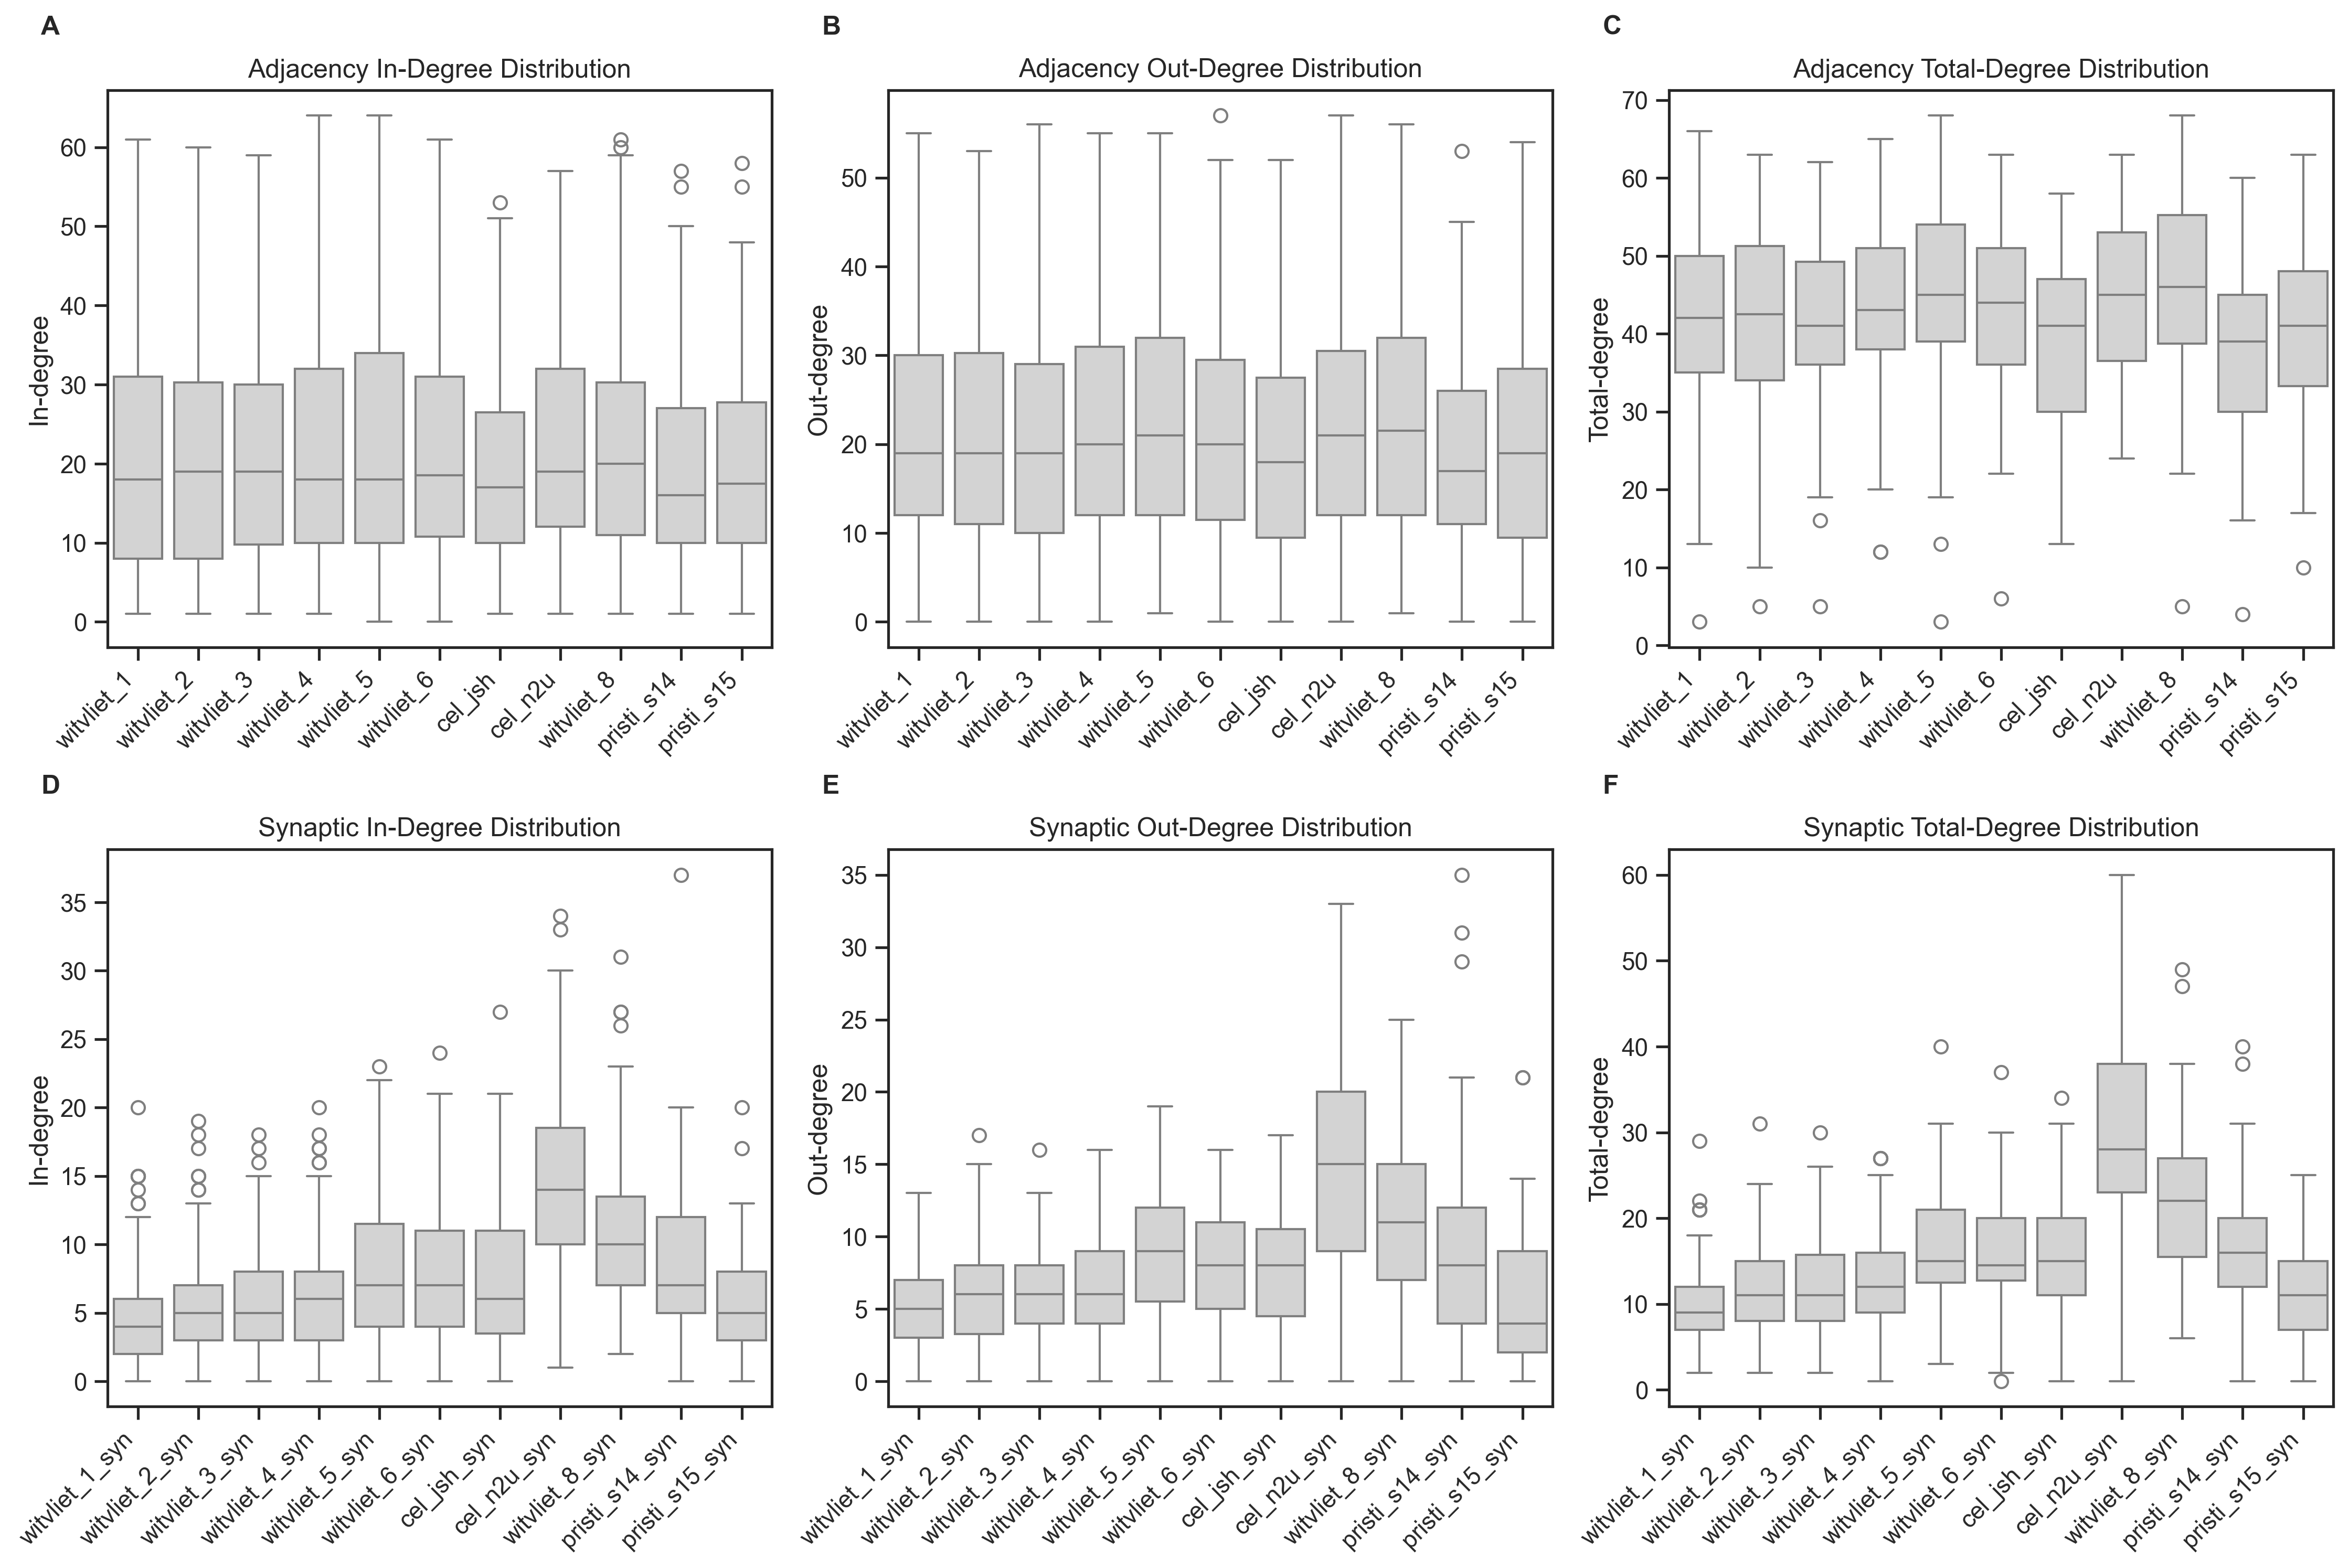 A
Adjacency In-Degree Distribution
In-degree
60
50
40
30
20
10
0
witvliet_1
witvliet_2
witvliet_3
witvliet_4
witvliet_5
witvliet_6
cel_jsh
cel_n2u
witvliet_8
pristi_s14
pristi_s15
B
Adjacency Out-Degree Distribution
Out-degree
50
40
30
20
10
0
witvliet_1
witvliet_2
witvliet_3
witvliet_4
witvliet_5
witvliet_6
cel_jsh
cel_n2u
witvliet_8
pristi_s14
pristi_s15
C
Adjacency Total-Degree Distribution
Total-degree
70
60
50
40
30
20
10
0
witvliet_1
witvliet_2
witvliet_3
witvliet_4
witvliet_5
witvliet_6
cel_jsh
cel_n2u
witvliet_8
pristi_s14
pristi_s15
D
Synaptic In-Degree Distribution
In-degree
35
30
25
20
15
10
5
0
witvliet_1_syn
witvliet_2_syn
witvliet_3_syn
witvliet_4_syn
witvliet_5_syn
witvliet_6_syn
cel_jsh_syn
cel_n2u_syn
witvliet_8_syn
pristi_s14_syn
pristi_s15_syn
E
Synaptic Out-Degree Distribution
Out-degree
35
30
25
20
15
10
5
0
witvliet_1_syn
witvliet_2_syn
witvliet_3_syn
witvliet_4_syn
witvliet_5_syn
witvliet_6_syn
cel_jsh_syn
cel_n2u_syn
witvliet_8_syn
pristi_s14_syn
pristi_s15_syn
F
Synaptic Total-Degree Distribution
Total-degree
60
50
40
30
20
10
0
witvliet_1_syn
witvliet_2_syn
witvliet_3_syn
witvliet_4_syn
witvliet_5_syn
witvliet_6_syn
cel_jsh_syn
cel_n2u_syn
witvliet_8_syn
pristi_s14_syn
pristi_s15_syn